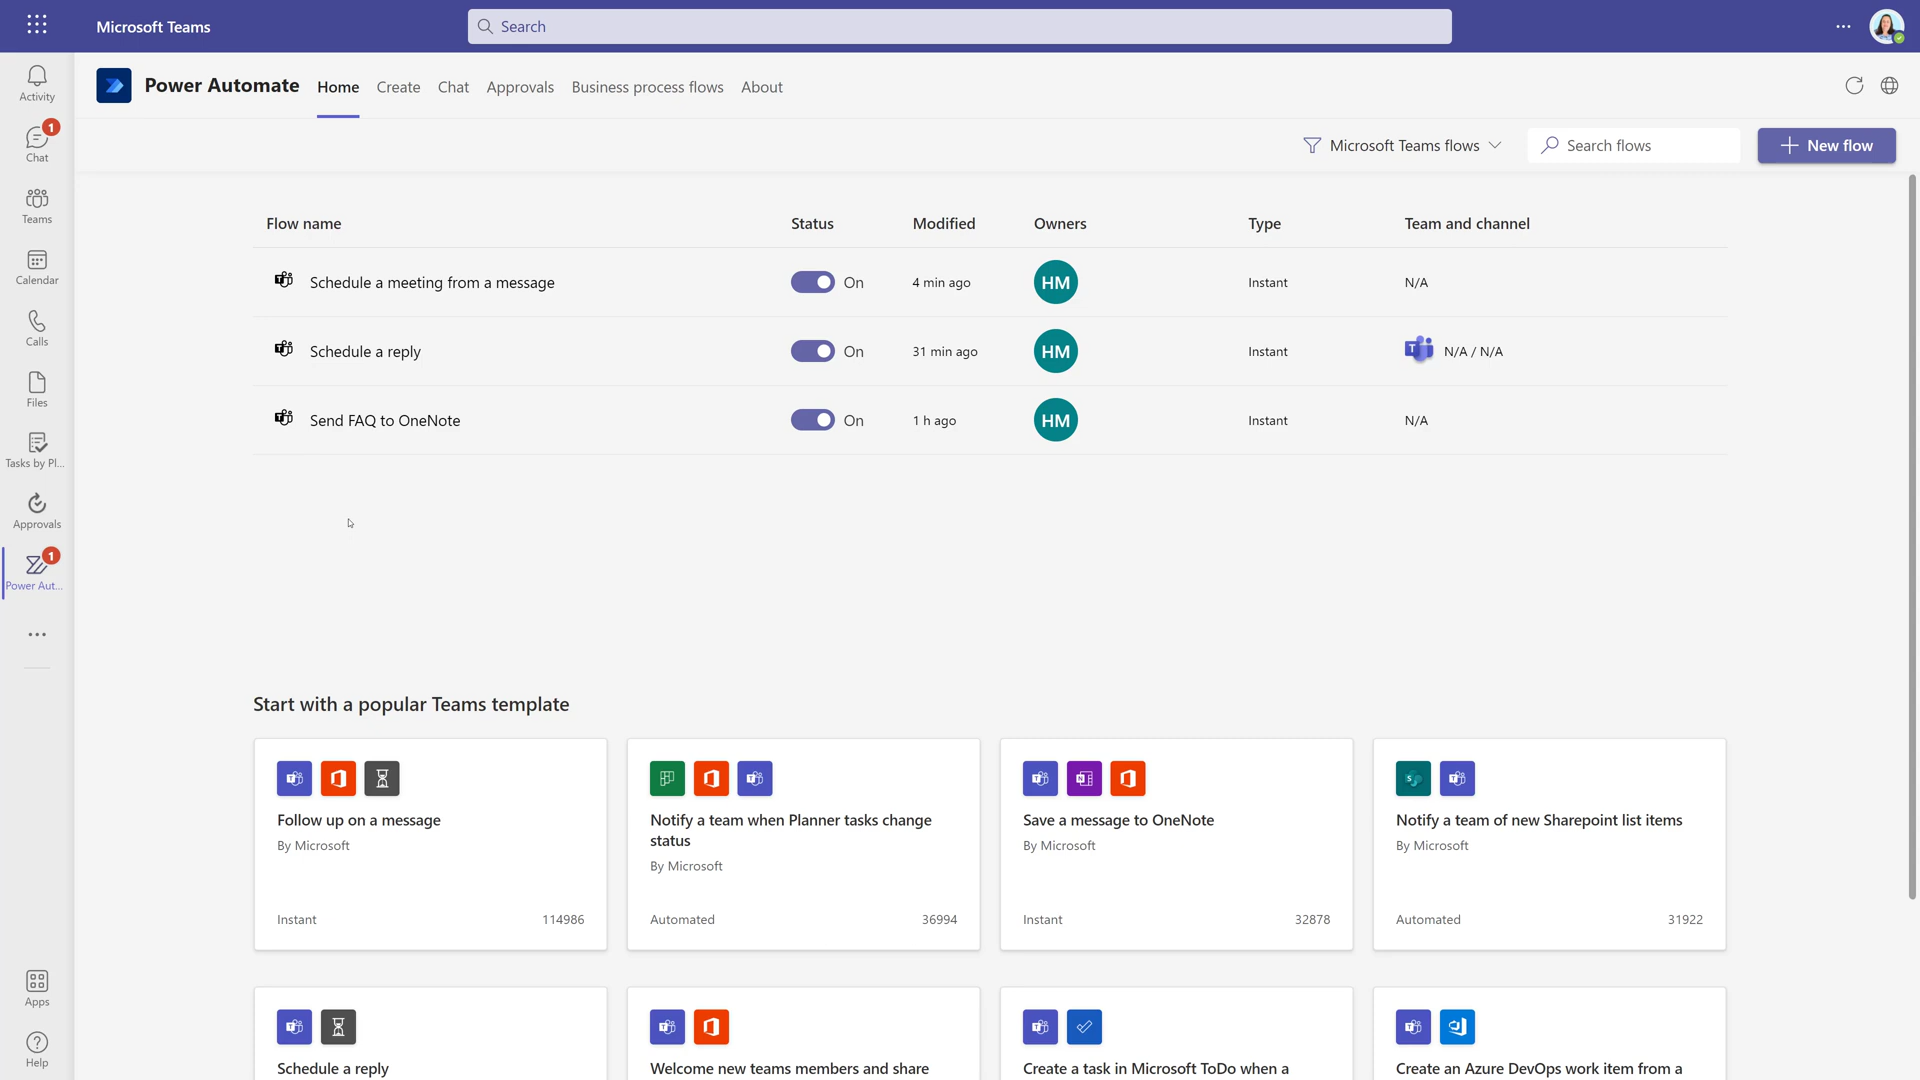 Microsoft Teams
Search
Power Automate
Home
Create
Chat
Approvals
Business process flows
About
Microsoft Teams flows
Search flows
New flow
Activity
1
Chat
Teams
Calendar
Calls
Files
Tasks by Pl...
Approvals
1
Power Aut...
Apps
Help
Flow name
Status
Modified
Owners
Type
Team and channel
Schedule a meeting from a message
On
4 min ago
HM
Instant
N/A
Schedule a reply
On
31 min ago
HM
Instant
N/A / N/A
Send FAQ to OneNote
On
1 h ago
HM
Instant
N/A
Start with a popular Teams template
Follow up on a message
By Microsoft
Instant
114986
Notify a team when Planner tasks change
status
By Microsoft
Automated
36994
Save a message to OneNote
By Microsoft
Instant
32878
Notify a team of new Sharepoint list items
By Microsoft
Automated
31922
Schedule a reply
Welcome new teams members and share
Create a task in Microsoft ToDo when a
Create an Azure DevOps work item from a